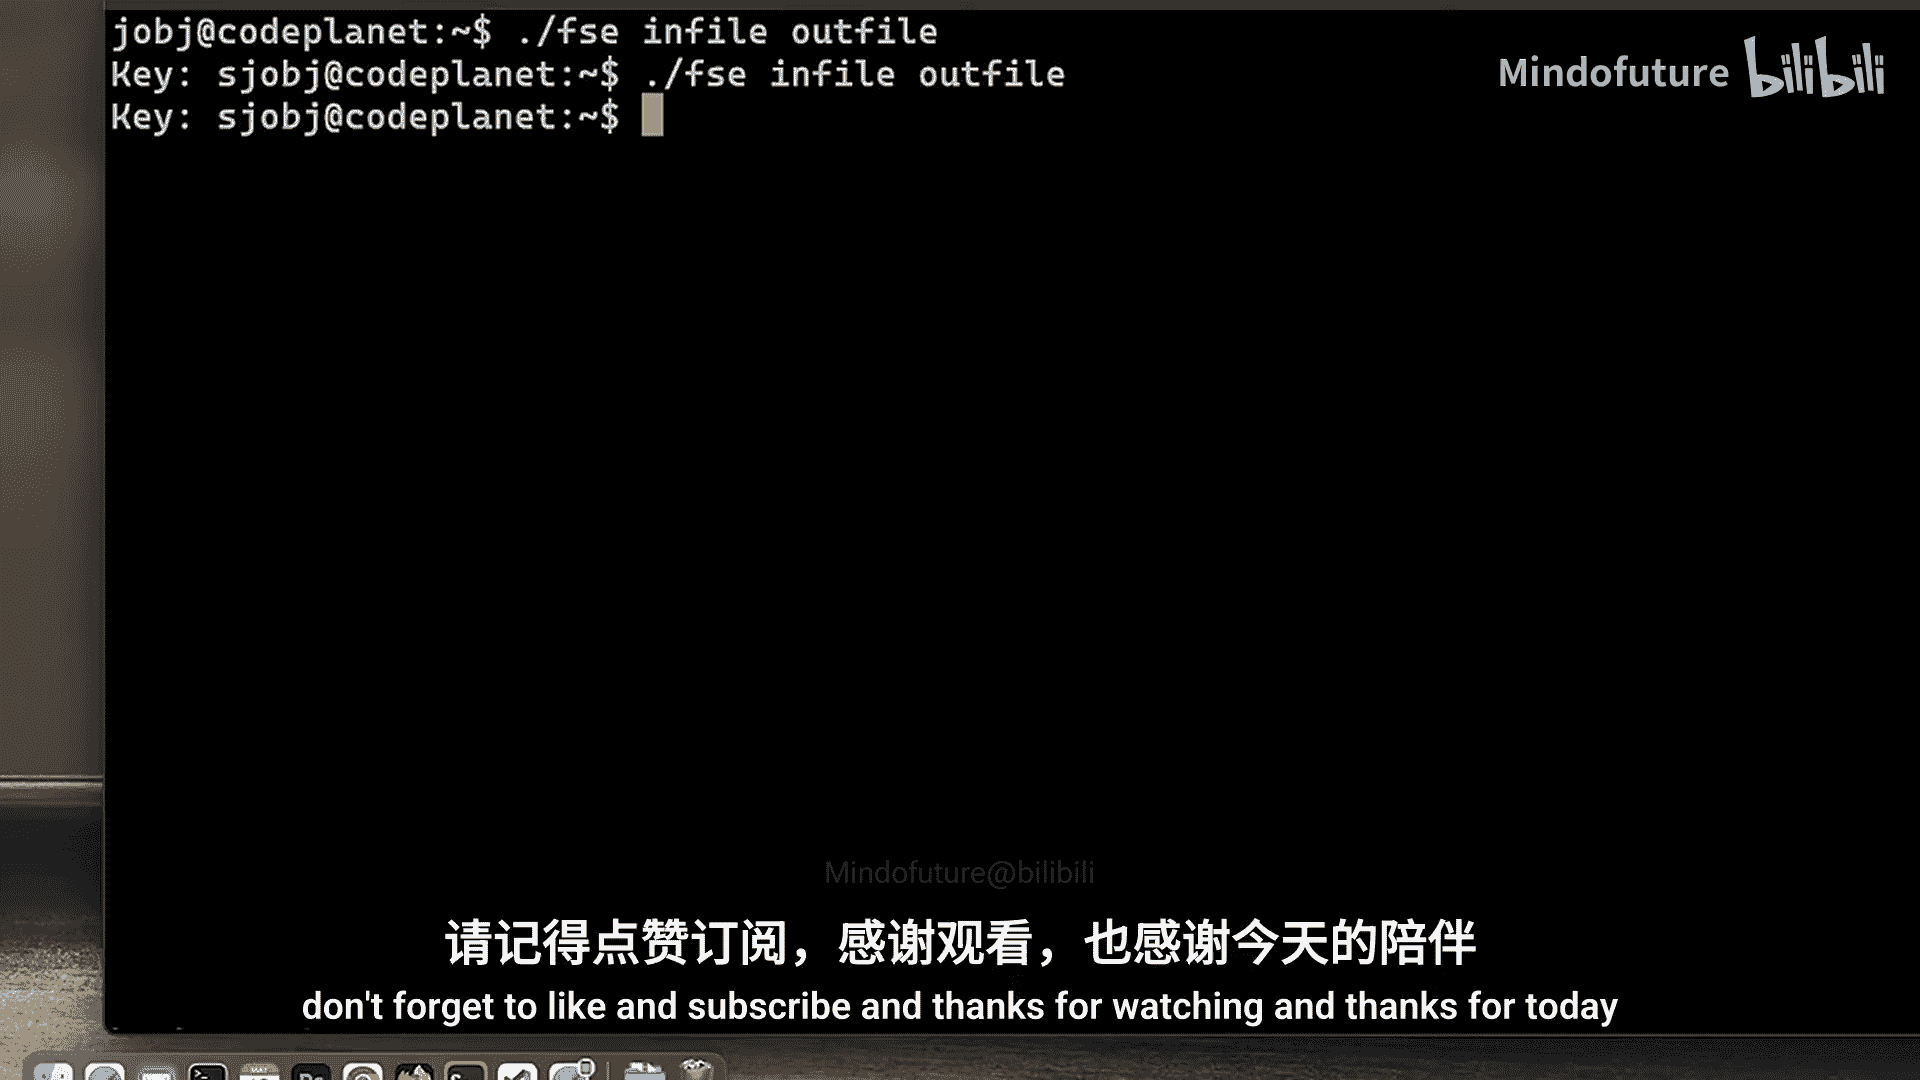 jobj@codeplanet:~$ ./fse infile outfile
Key: sjobj@codeplanet:~$ ./fse infile outfile
Key: sjobj@codeplanet:~$
Mindofuture bilibili
Mindofuture@bilibili
请记得点赞订阅，感谢观看，也感谢今天的陪伴
don't forget to like and subscribe and thanks for watching and thanks for today